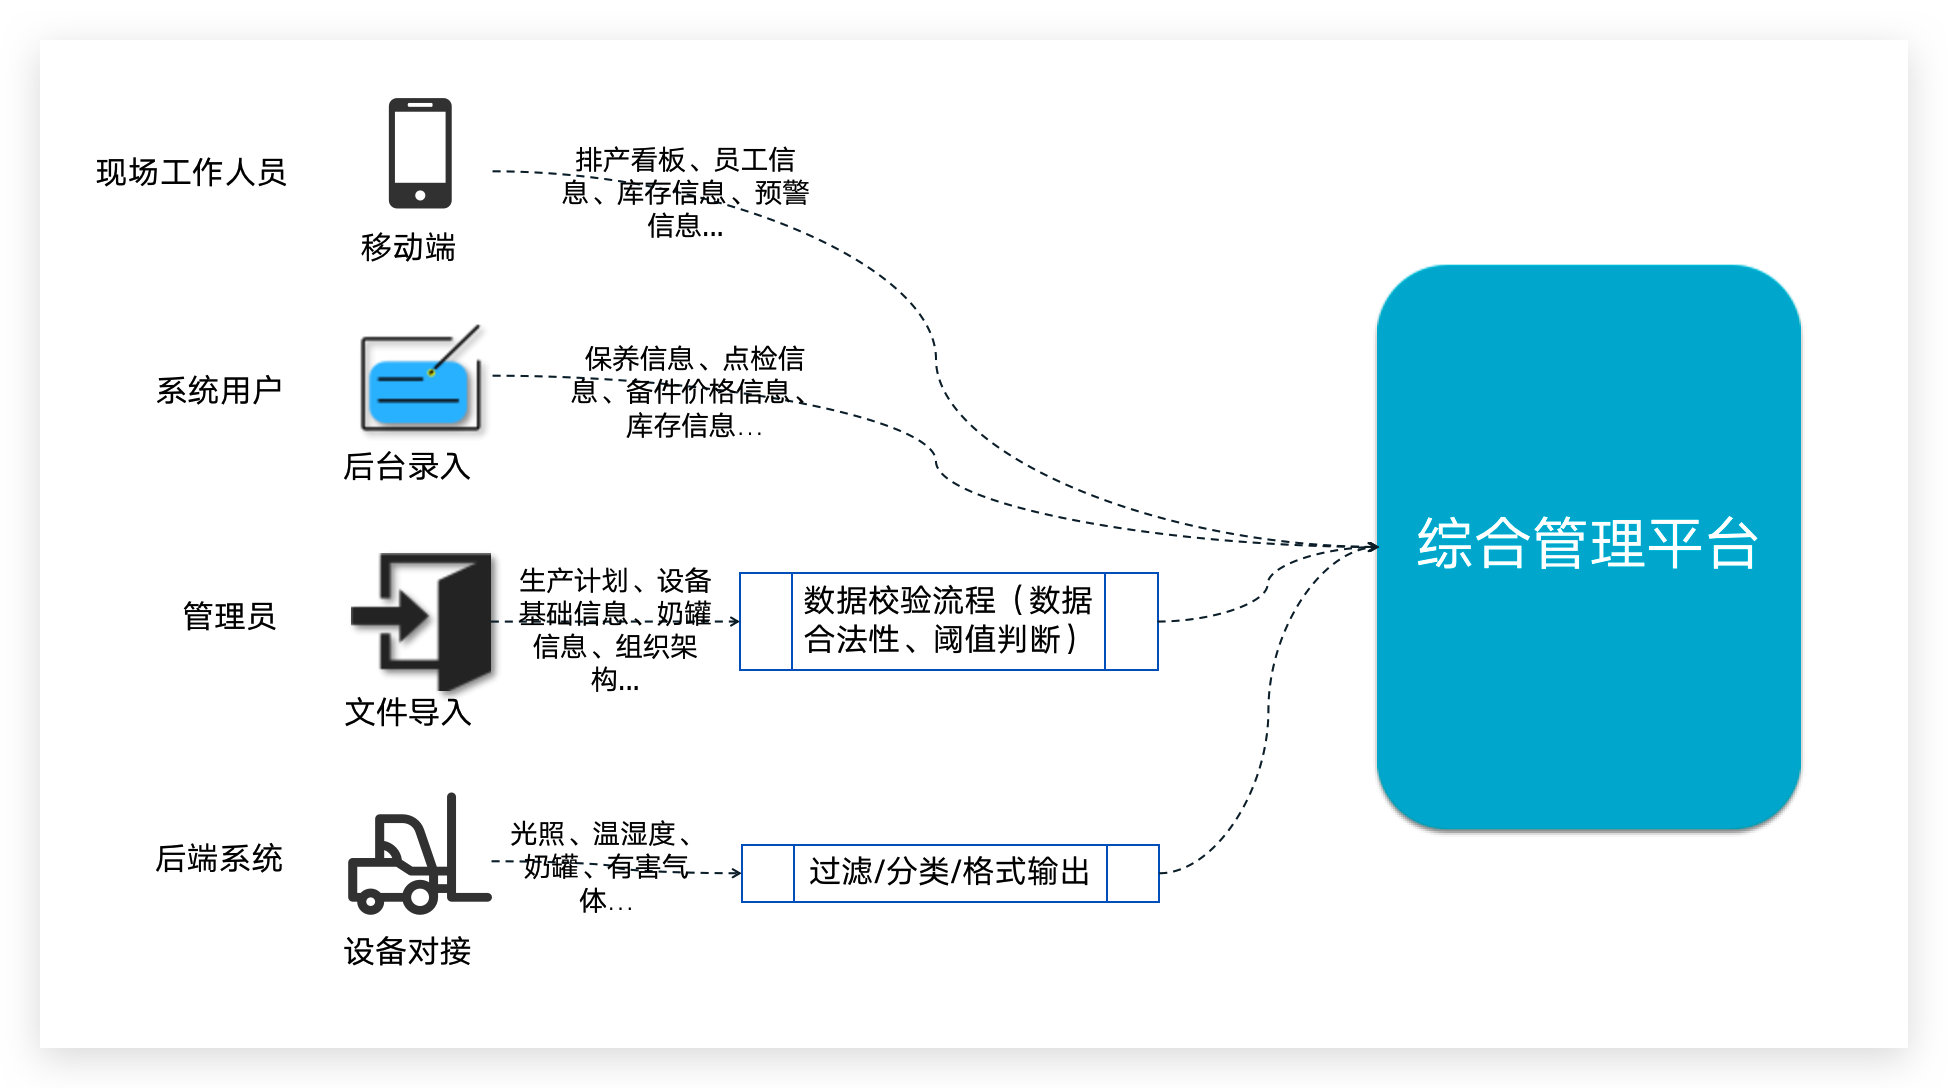 现场工作人员
移动端
排产看板、员工信
息、库存信息、预警
信息...
系统用户
后台录入
保养信息、点检信
息、备件价格信息、
库存信息...
管理员
文件导入
生产计划、设备
基础信息、奶罐
信息、组织架
构...
数据校验流程（数据
合法性、阈值判断）
后端系统
设备对接
光照、温湿度、
奶罐、有害气
体...
过滤/分类/格式输出
综合管理平台